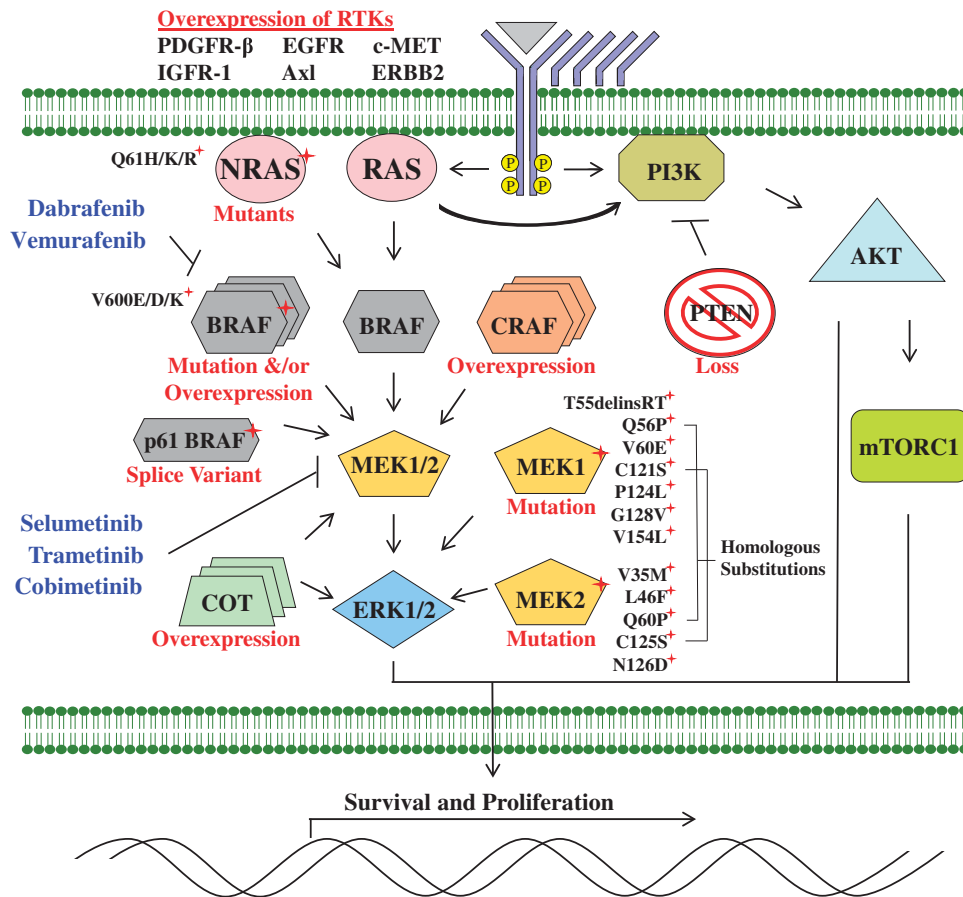 Overexpression of RTKs
PDGFR-β EGFR c-MET
IGFR-1 Axl ERBB2
Q61H/K/R
NRAS
Mutants
RAS
P P
P P
PI3K
Dabrafenib
Vemurafenib
AKT
V600E/D/K
BRAF
Mutation &/or
Overexpression
BRAF
CRAF
Overexpression
PTEN
Loss
mTORC1
p61 BRAF
Splice Variant
MEK1/2
MEK1
Mutation
T55delinsRT
Q56P
V60E
C121S
P124L
G128V
V154L
Homologous
Substitutions
Selumetinib
Trametinib
Cobimetinib
COT
Overexpression
ERK1/2
MEK2
Mutation
V35M
L46F
Q60P
C125S
N126D
Survival and Proliferation